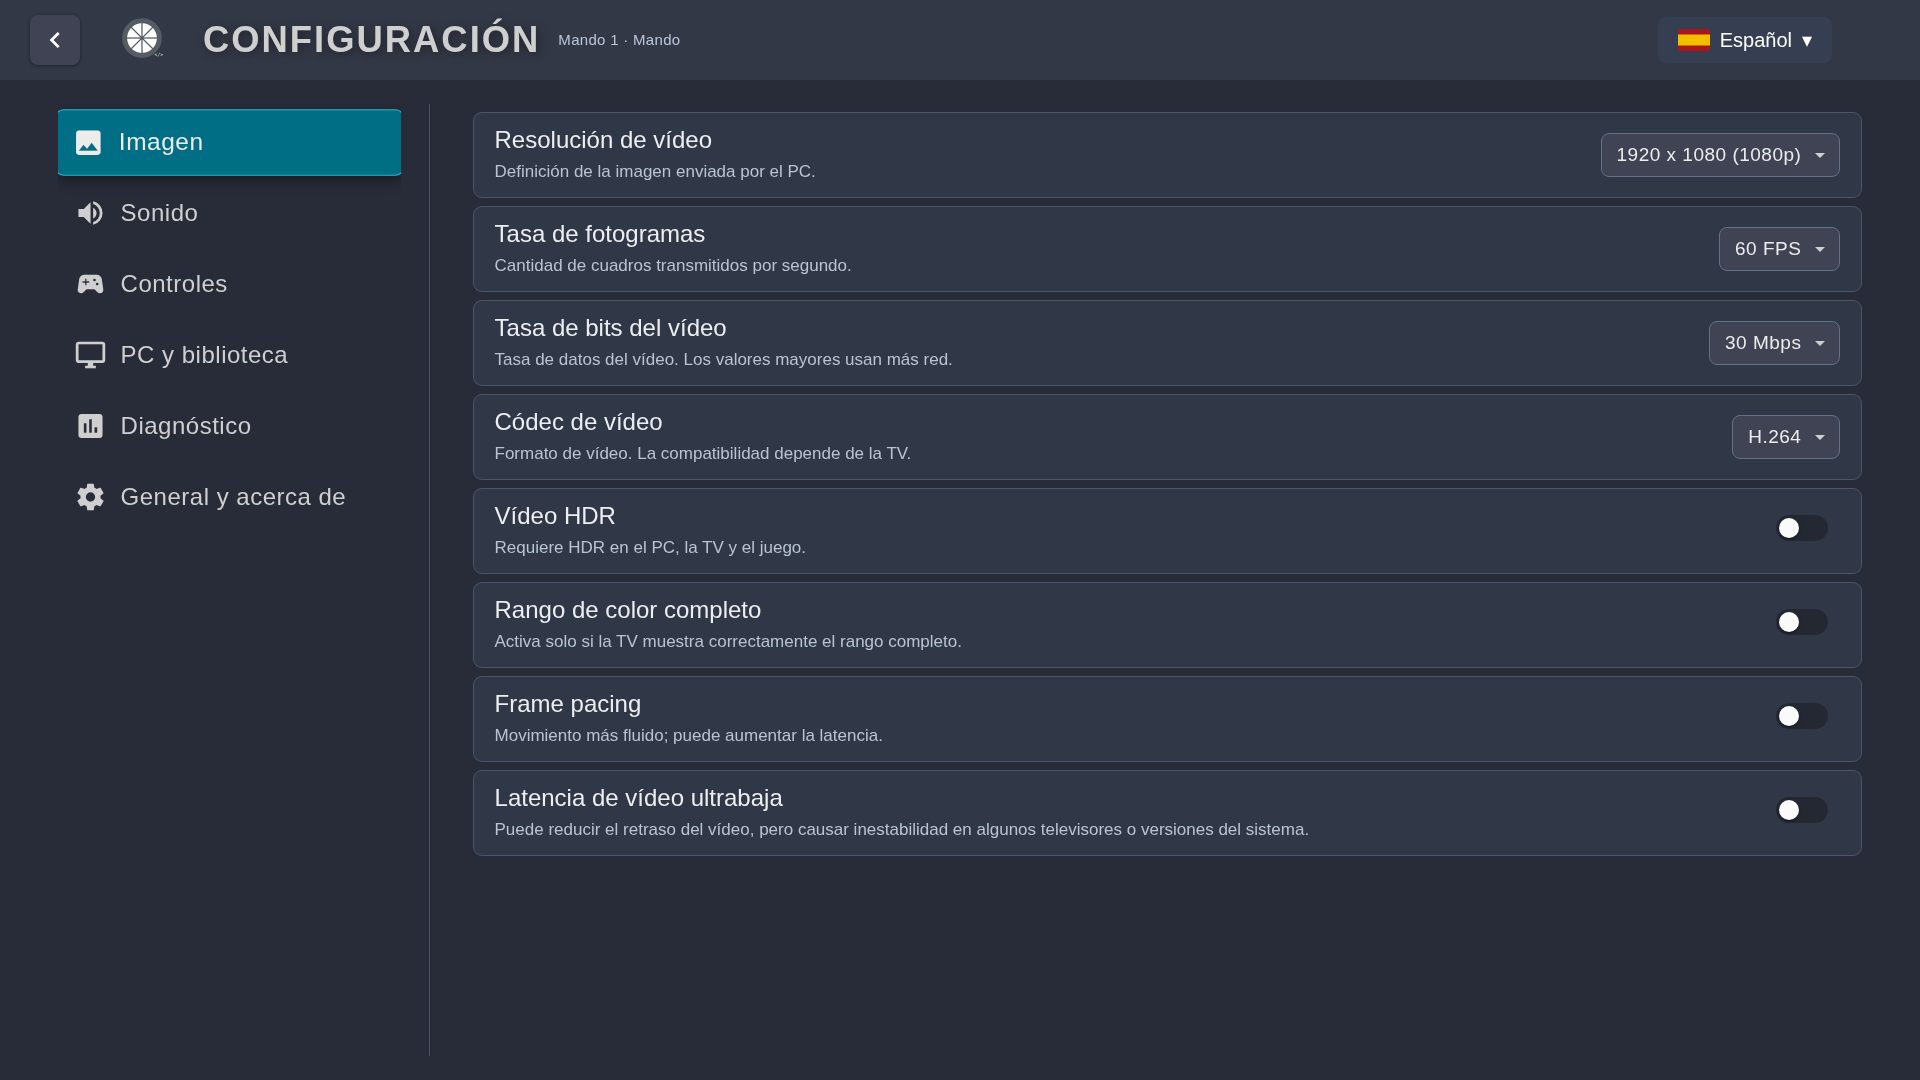 CONFIGURACIÓN
Mando 1 · Mando
Español ▾
Imagen
Sonido
Controles
PC y biblioteca
Diagnóstico
General y acerca de
Resolución de vídeo
Definición de la imagen enviada por el PC.
1920 x 1080 (1080p)
Tasa de fotogramas
Cantidad de cuadros transmitidos por segundo.
60 FPS
Tasa de bits del vídeo
Tasa de datos del vídeo. Los valores mayores usan más red.
30 Mbps
Códec de vídeo
Formato de vídeo. La compatibilidad depende de la TV.
H.264
Vídeo HDR
Requiere HDR en el PC, la TV y el juego.
Rango de color completo
Activa solo si la TV muestra correctamente el rango completo.
Frame pacing
Movimiento más fluido; puede aumentar la latencia.
Latencia de vídeo ultrabaja
Puede reducir el retraso del vídeo, pero causar inestabilidad en algunos televisores o versiones del sistema.